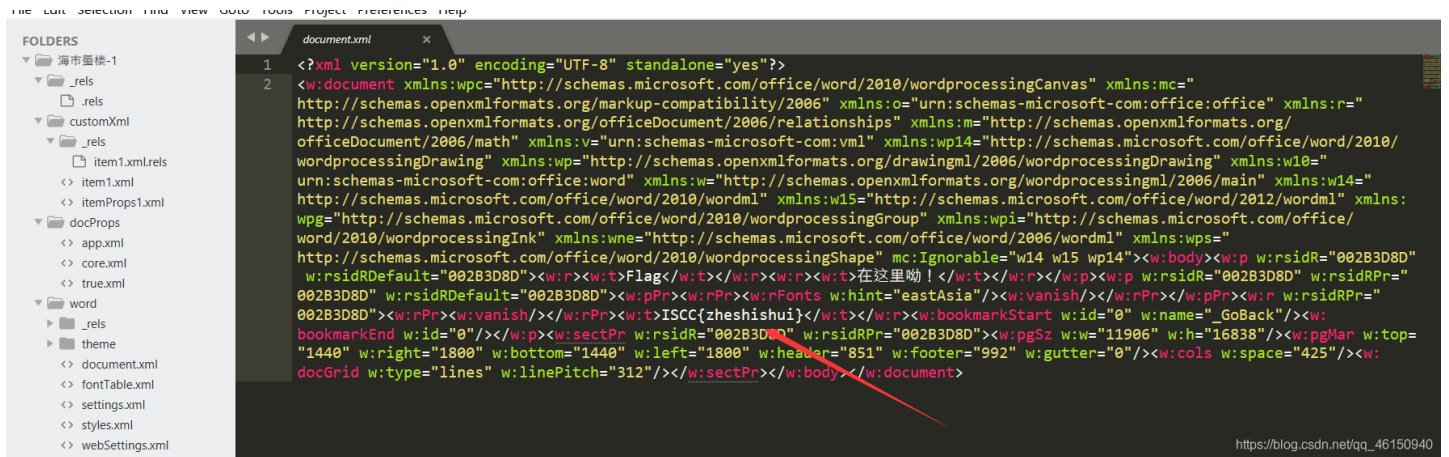 File Edit Selection Find View Goto Tools Project Preferences Help
FOLDERS
海市蜃楼-1
_rels
.rels
customXml
_rels
item1.xml.rels
item1.xml
itemProps1.xml
docProps
app.xml
core.xml
true.xml
word
_rels
theme
document.xml
fontTable.xml
settings.xml
styles.xml
webSettings.xml
document.xml ×
1 <?xml version="1.0" encoding="UTF-8" standalone="yes"?>
2 <w:document xmlns:wpc="http://schemas.microsoft.com/office/word/2010/wordprocessingCanvas" xmlns:mc="
http://schemas.openxmlformats.org/markup-compatibility/2006" xmlns:o="urn:schemas-microsoft-com:office:office" xmlns:r="
http://schemas.openxmlformats.org/officeDocument/2006/relationships" xmlns:m="http://schemas.openxmlformats.org/
officeDocument/2006/math" xmlns:v="urn:schemas-microsoft-com:vml" xmlns:wp14="http://schemas.microsoft.com/office/word/2010/
wordprocessingDrawing" xmlns:wp="http://schemas.openxmlformats.org/drawingml/2006/wordprocessingDrawing" xmlns:w10="
urn:schemas-microsoft-com:office:word" xmlns:w="http://schemas.openxmlformats.org/wordprocessingml/2006/main" xmlns:w14="
http://schemas.microsoft.com/office/word/2010/wordml" xmlns:w15="http://schemas.microsoft.com/office/word/2012/wordml" xmlns:
wpg="http://schemas.microsoft.com/office/word/2010/wordprocessingGroup" xmlns:wpi="http://schemas.microsoft.com/office/
word/2010/wordprocessingInk" xmlns:wne="http://schemas.microsoft.com/office/word/2006/wordml" xmlns:wps="
http://schemas.microsoft.com/office/word/2010/wordprocessingShape" mc:Ignorable="w14 w15 wp14"><w:body><w:p w:rsidR="002B3D8D"
w:rsidRDefault="002B3D8D"><w:r><w:t>Flag</w:t></w:r><w:r><w:t>在这里呦！</w:t></w:r></w:p><w:p w:rsidR="002B3D8D" w:rsidRPr="
002B3D8D" w:rsidRDefault="002B3D8D"><w:pPr><w:rPr><w:rFonts w:hint="eastAsia"/><w:vanish/></w:rPr></w:pPr><w:r w:rsidRPr="
002B3D8D"><w:rPr><w:vanish/></w:rPr><w:t>ISCC{zheshishui}</w:t></w:r><w:bookmarkStart w:id="0" w:name="_GoBack"/><w:
bookmarkEnd w:id="0"/></w:p><w:sectPr w:rsidR="002B3D8D" w:rsidRPr="002B3D8D"><w:pgSz w:w="11906" w:h="16838"/><w:pgMar w:top=
"1440" w:right="1800" w:bottom="1440" w:left="1800" w:header="851" w:footer="992" w:gutter="0"/><w:cols w:space="425"/><w:
docGrid w:type="lines" w:linePitch="312"/></w:sectPr></w:body></w:document>
https://blog.csdn.net/qq_46150940